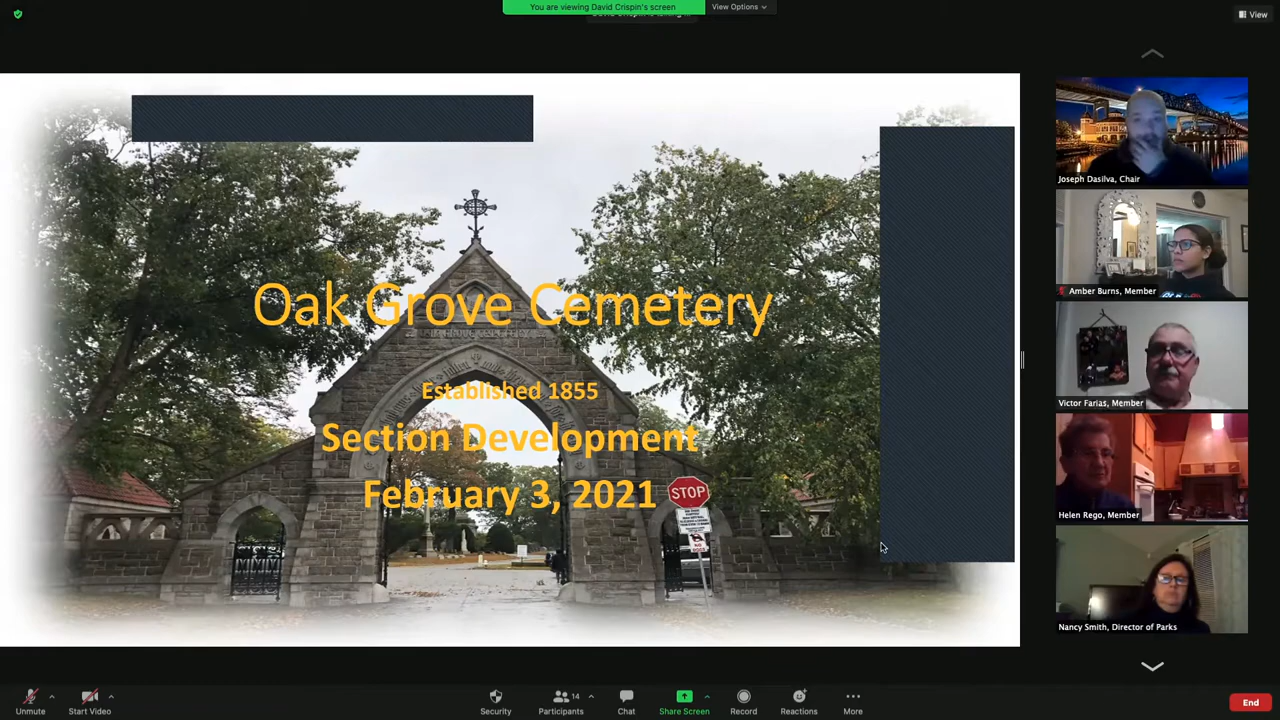 You are viewing David Crispin's screen
View Options
View
Oak Grove Cemetery
Established 1855
Section Development
February 3, 2021
STOP
Joseph Dasilva, Chair
Amber Burns, Member
Victor Farias, Member
Helen Rego, Member
Nancy Smith, Director of Parks
Unmute
Start Video
Security
Participants
14
Chat
Share Screen
Record
Reactions
More
End